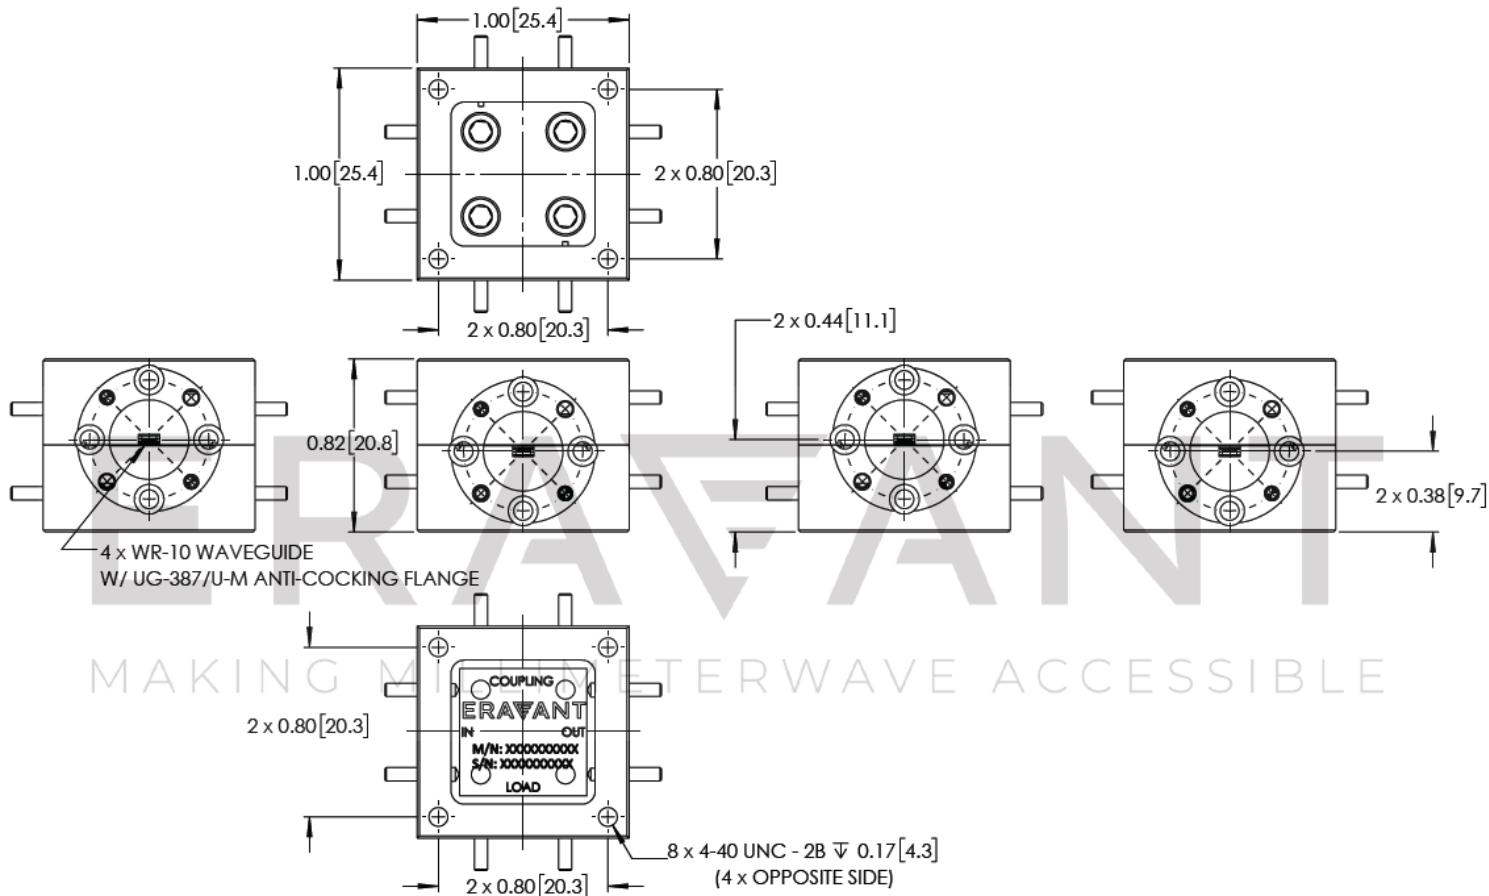 1.00[25.4]
1.00[25.4]
2 x 0.80[20.3]
2 x 0.80[20.3]
2 x 0.44[11.1]
0.82[20.8]
2 x 0.38[9.7]
4 x WR-10 WAVEGUIDE
W/ UG-387/U-M ANTI-COCKING FLANGE
ERAVANT
MAKING MILLIMETERWAVE ACCESSIBLE
2 x 0.80[20.3]
COUPLING
ERAVANT
IN OUT
M/N: XXXXXXXXXXX
S/N: XXXXXXXXXXX
LOAD
8 x 4-40 UNC - 2B ↧ 0.17[4.3]
(4 x OPPOSITE SIDE)
2 x 0.80[20.3]